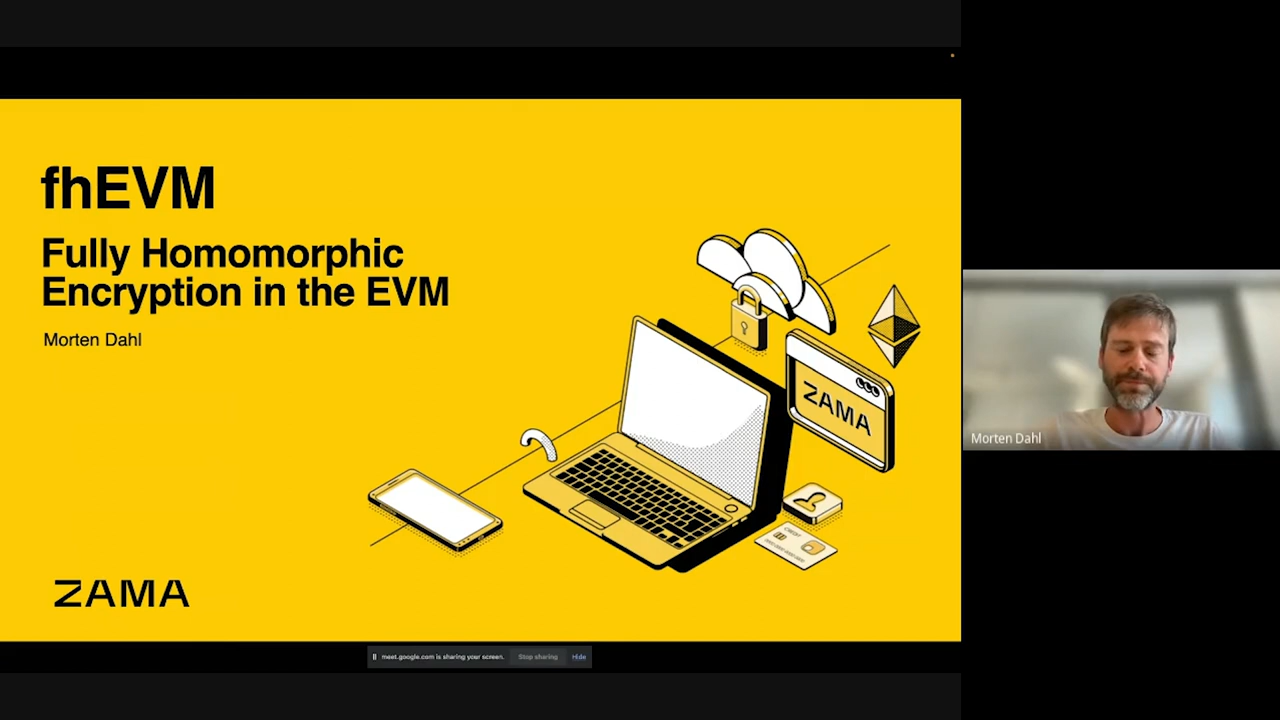 fhEVM
Fully Homomorphic
Encryption in the EVM
Morten Dahl
ZAMA
CREDIT
ZAMA
Morten Dahl
meet.google.com is sharing your screen.
Stop sharing
Hide